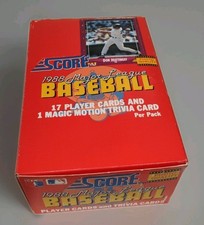 SCORE
1988 Major League
BASEBALL
17 PLAYER CARDS AND
1 MAGIC MOTION TRIVIA CARD
Per Pack
SCORE
1988 Major League
BASEBALL
PLAYER CARDS and TRIVIA CARDS